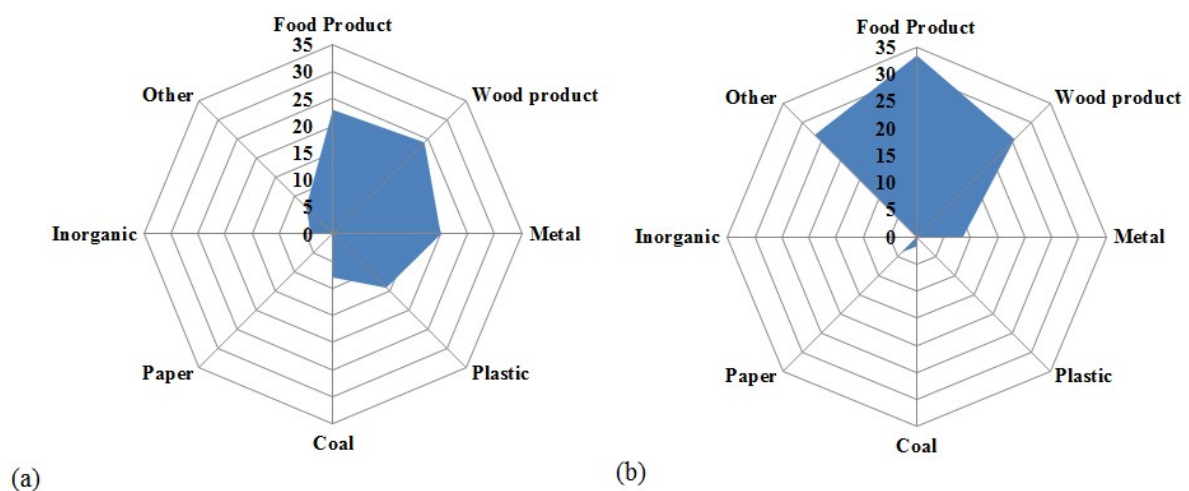 Food Product
35
30
25
20
15
10
5
0
Other
Wood product
Inorganic
Metal
Paper
Plastic
Coal
(a)
Food Product
35
30
25
20
15
10
5
0
Other
Wood product
Inorganic
Metal
Paper
Plastic
Coal
(b)